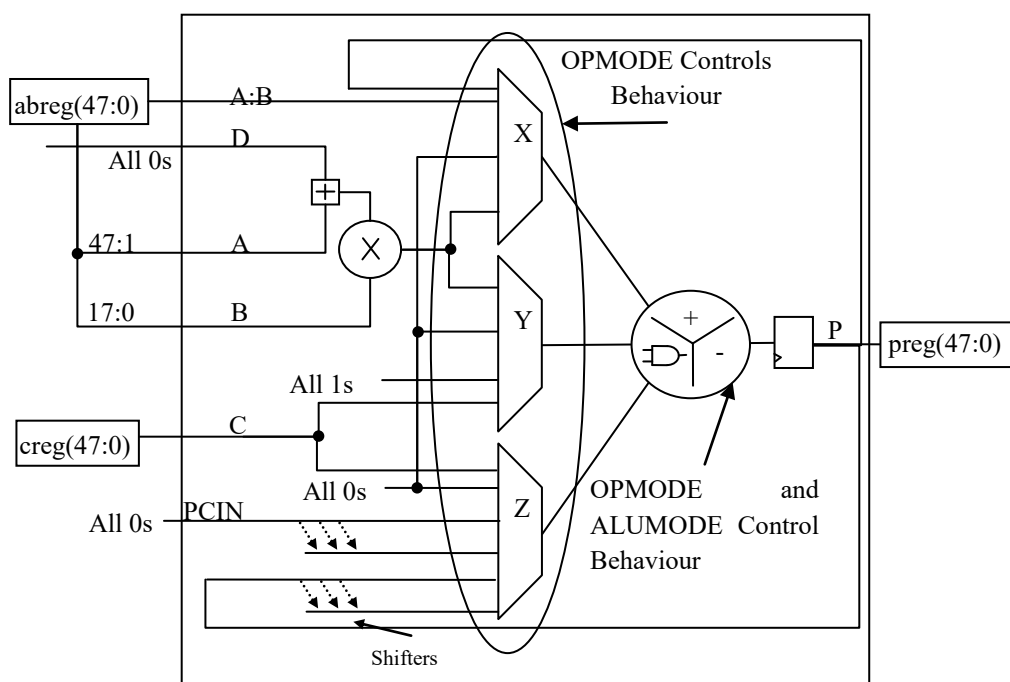 OPMODE Controls
Behaviour
abreg(47:0)
A:B
D
All 0s
X
+
47:1
A
X
17:0
B
Y
+
-
P
preg(47:0)
All 1s
C
creg(47:0)
All 0s
Z
OPMODE and
ALUMODE Control
Behaviour
All 0s
PCIN
Shifters